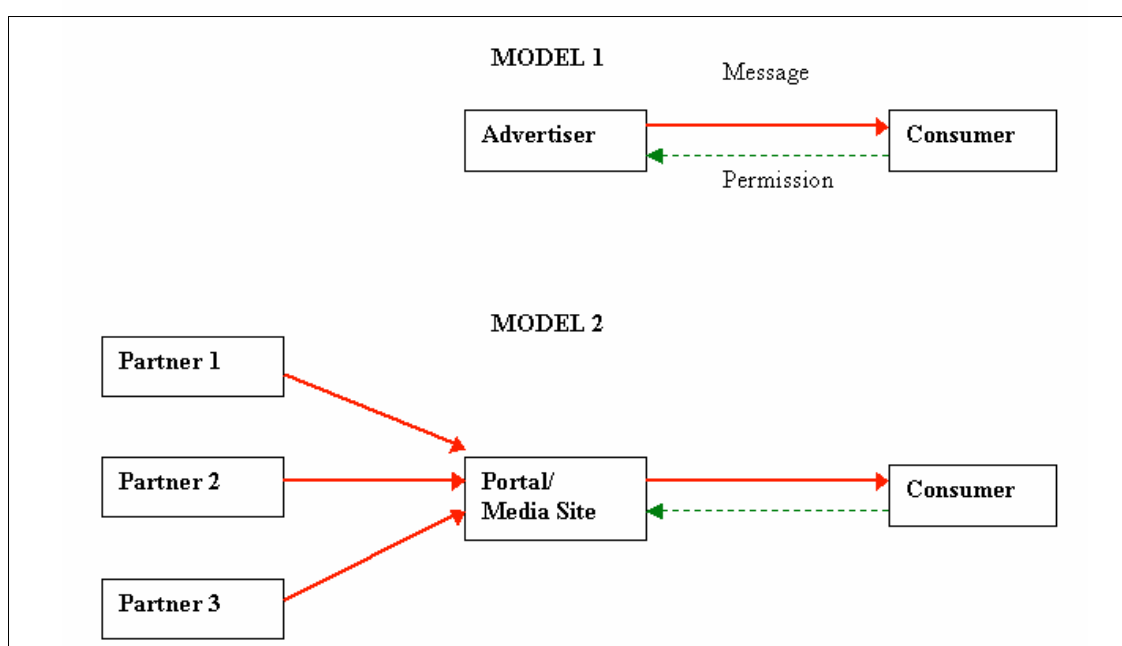 MODEL 1
Message
Advertiser
Consumer
Permission
MODEL 2
Partner 1
Partner 2
Portal/
Media Site
Consumer
Partner 3